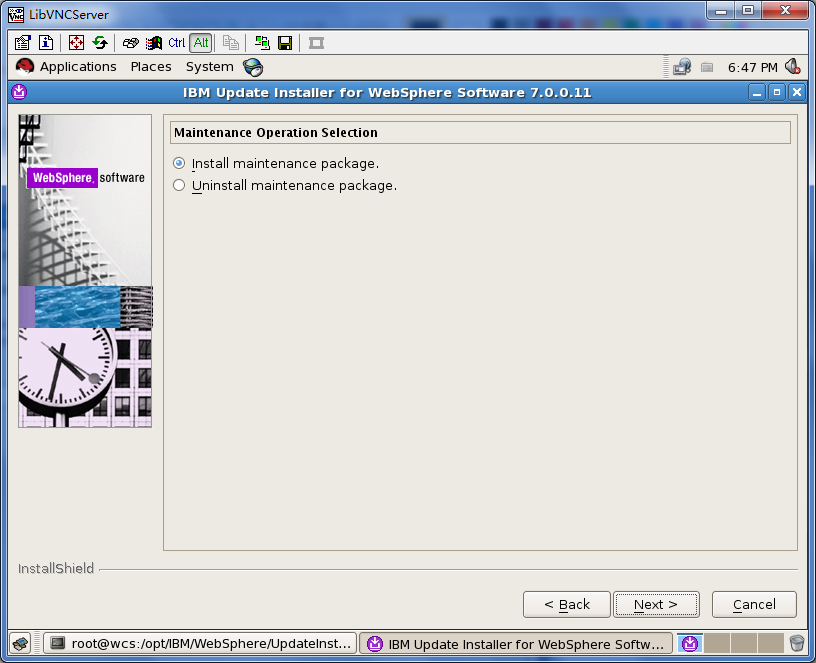 LibVNCServer
Ctrl Alt
Applications Places System 6:47 PM
IBM Update Installer for WebSphere Software 7.0.0.11
WebSphere. software
Maintenance Operation Selection
Install maintenance package.
Uninstall maintenance package.
InstallShield
< Back Next > Cancel
root@wcs:/opt/IBM/WebSphere/UpdateInst... IBM Update Installer for WebSphere Softw...